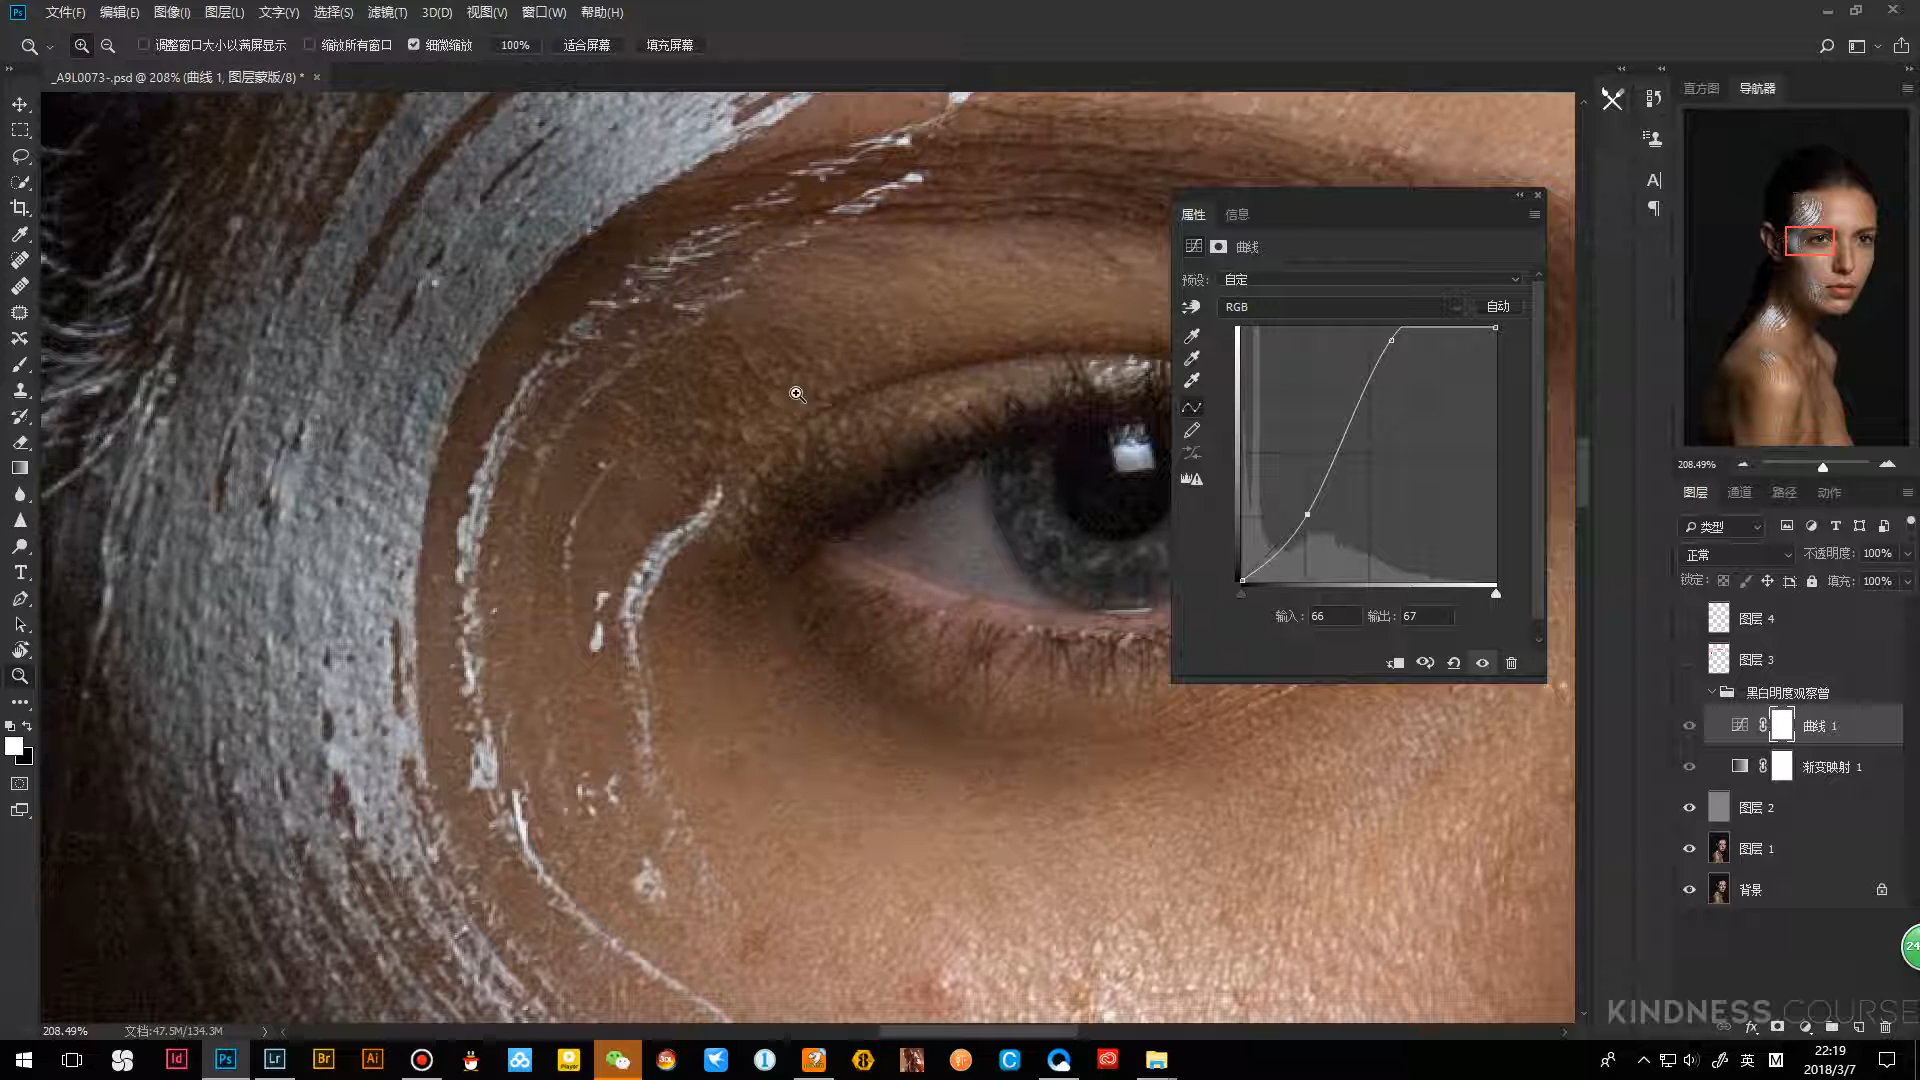 Ps 文件(F) 编辑(E) 图像(I) 图层(L) 文字(Y) 选择(S) 滤镜(T) 3D(D) 视图(V) 窗口(W) 帮助(H)
调整窗口大小以满屏显示 缩放所有窗口 细微缩放 100% 适合屏幕 填充屏幕
_A9L0073-.psd @ 208% (曲线 1, 图层蒙版/8) *
直方图 导航器
属性 信息
曲线
预设: 自定
RGB 自动
输入: 66 输出: 67
208.49%
图层 通道 路径 动作
类型
正常 不透明度: 100%
锁定: 填充: 100%
图层 4
图层 3
黑白明度观察曾
曲线 1
渐变映射 1
图层 2
图层 1
背景
24
KINDNESS COURSE
208.49% 文档:47.5M/134.3M
Id Ps Lr Br Ai
英 M
22:19
2018/3/7